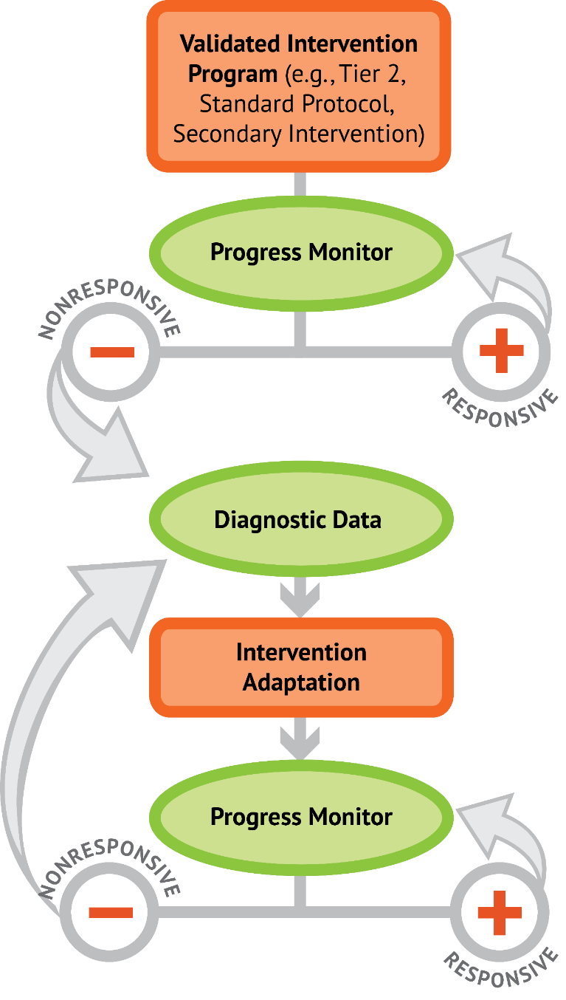 Validated Intervention
Program (e.g., Tier 2,
Standard Protocol,
Secondary Intervention)
Progress Monitor
NONRESPONSIVE
RESPONSIVE
Diagnostic Data
Intervention
Adaptation
Progress Monitor
NONRESPONSIVE
RESPONSIVE